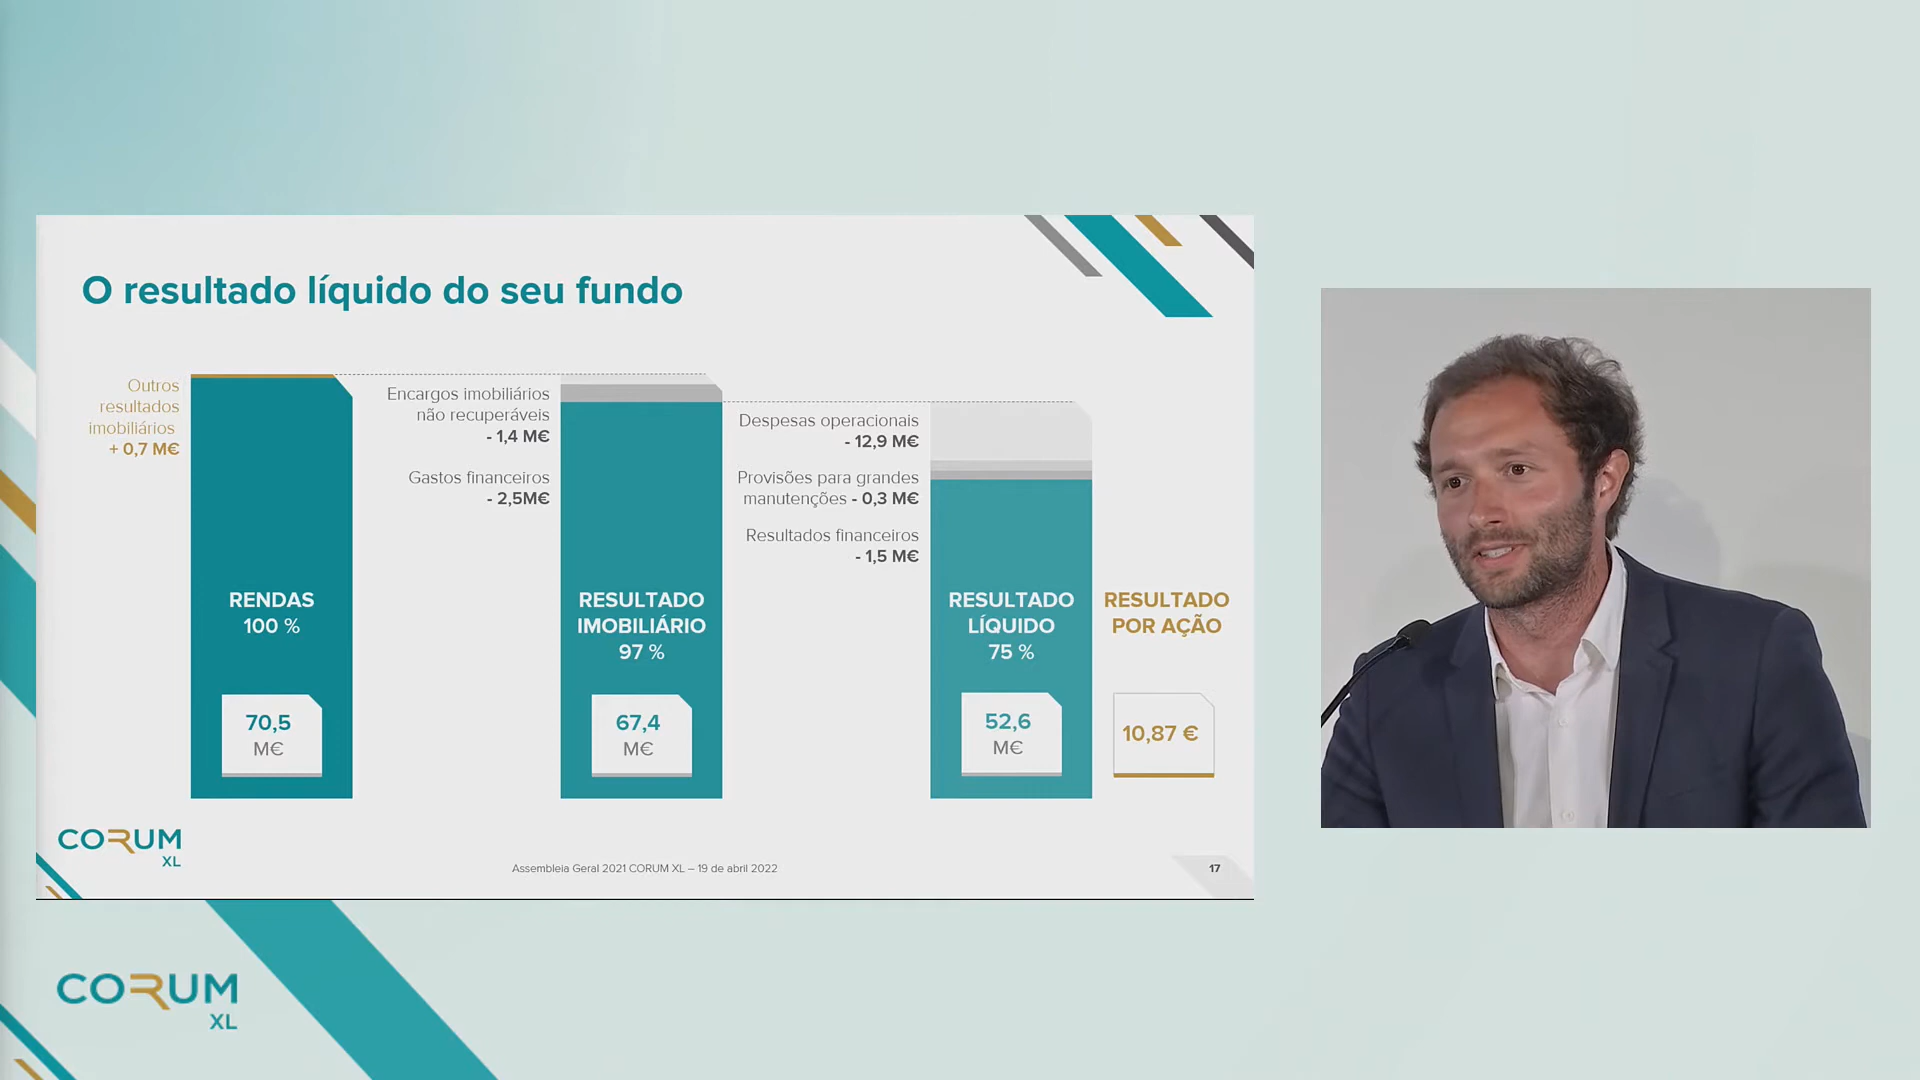 O resultado líquido do seu fundo
Outros
resultados
imobiliários
+ 0,7 M€
RENDAS
100 %
70,5
M€
Encargos imobiliários
não recuperáveis
- 1,4 M€
Gastos financeiros
- 2,5M€
RESULTADO
IMOBILIÁRIO
97 %
67,4
M€
Despesas operacionais
- 12,9 M€
Provisões para grandes
manutenções - 0,3 M€
Resultados financeiros
- 1,5 M€
RESULTADO
LÍQUIDO
75 %
52,6
M€
RESULTADO
POR AÇÃO
10,87 €
CORUM
XL
Assembleia Geral 2021 CORUM XL – 19 de abril 2022
17
CORUM
XL